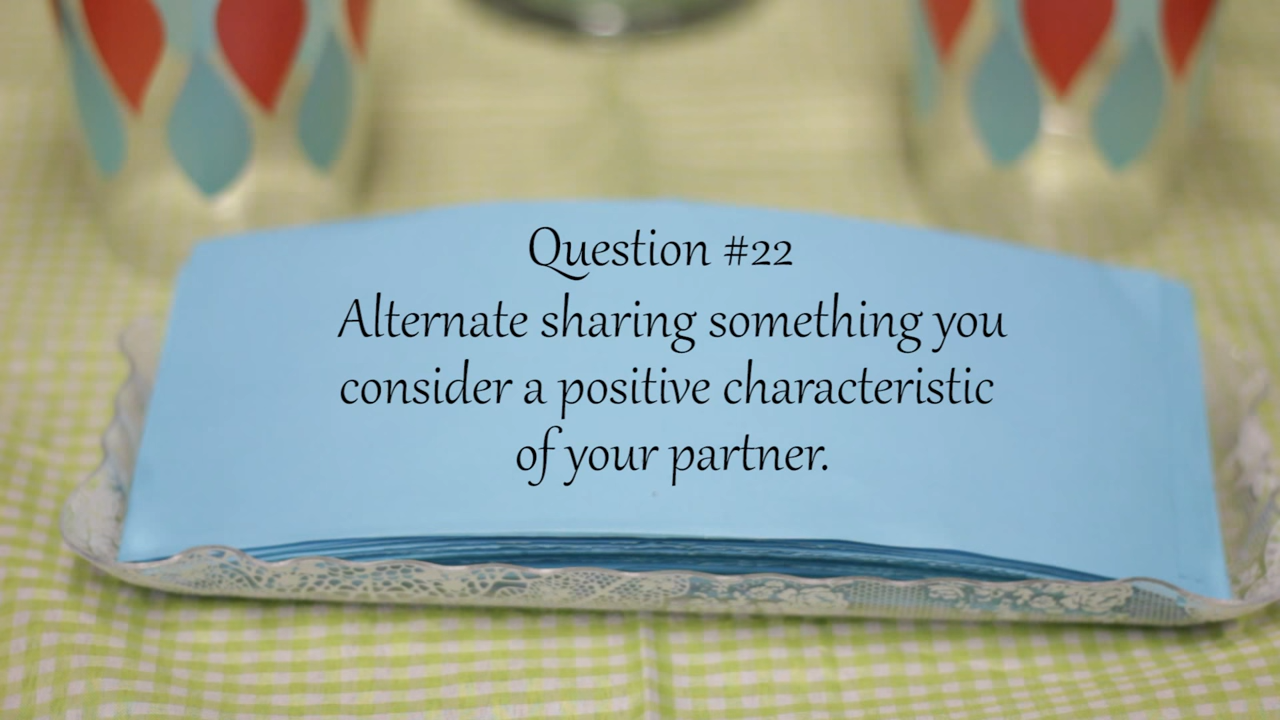 Question #22
Alternate sharing something you
consider a positive characteristic
of your partner.